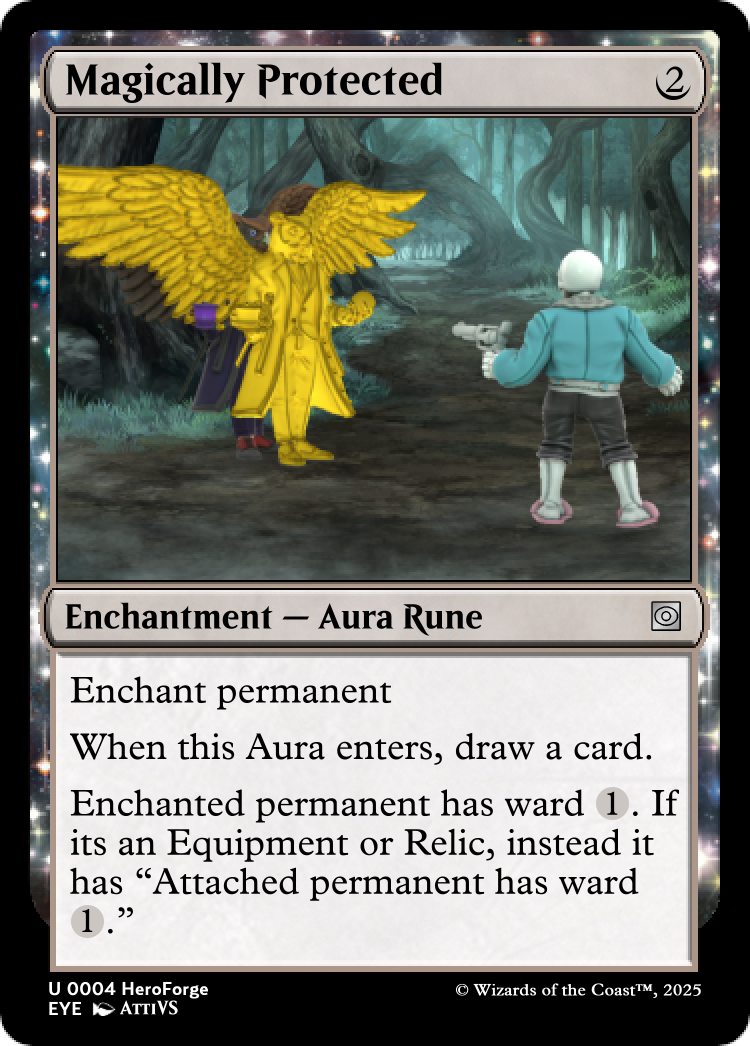 Magically Protected 2
Enchantment — Aura Rune
Enchant permanent
When this Aura enters, draw a card.
Enchanted permanent has ward 1. If
its an Equipment or Relic, instead it
has “Attached permanent has ward
1.”
U 0004 HeroForge
EYE AttiVS
© Wizards of the Coast™, 2025